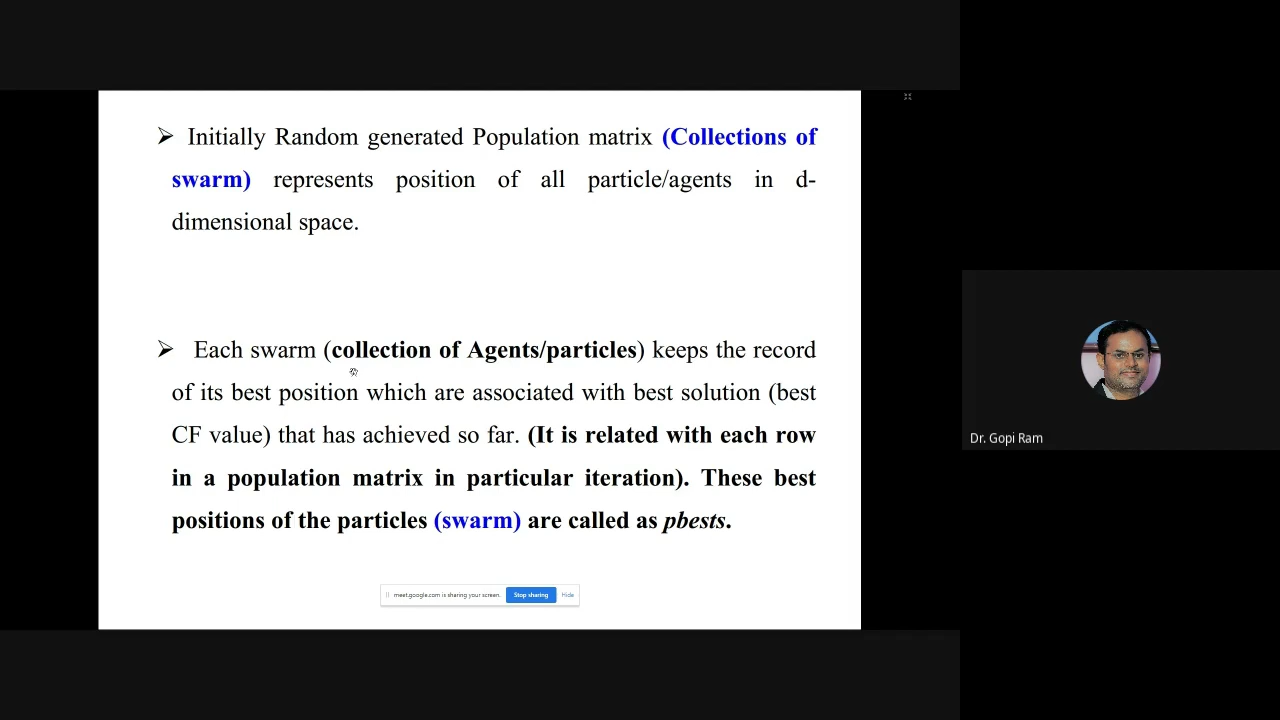 ➢ Initially Random generated Population matrix (Collections of
swarm) represents position of all particle/agents in d-
dimensional space.
➢ Each swarm (collection of Agents/particles) keeps the record
of its best position which are associated with best solution (best
CF value) that has achieved so far. (It is related with each row
in a population matrix in particular iteration). These best
positions of the particles (swarm) are called as pbests.
meet.google.com is sharing your screen. Stop sharing Hide
Dr. Gopi Ram